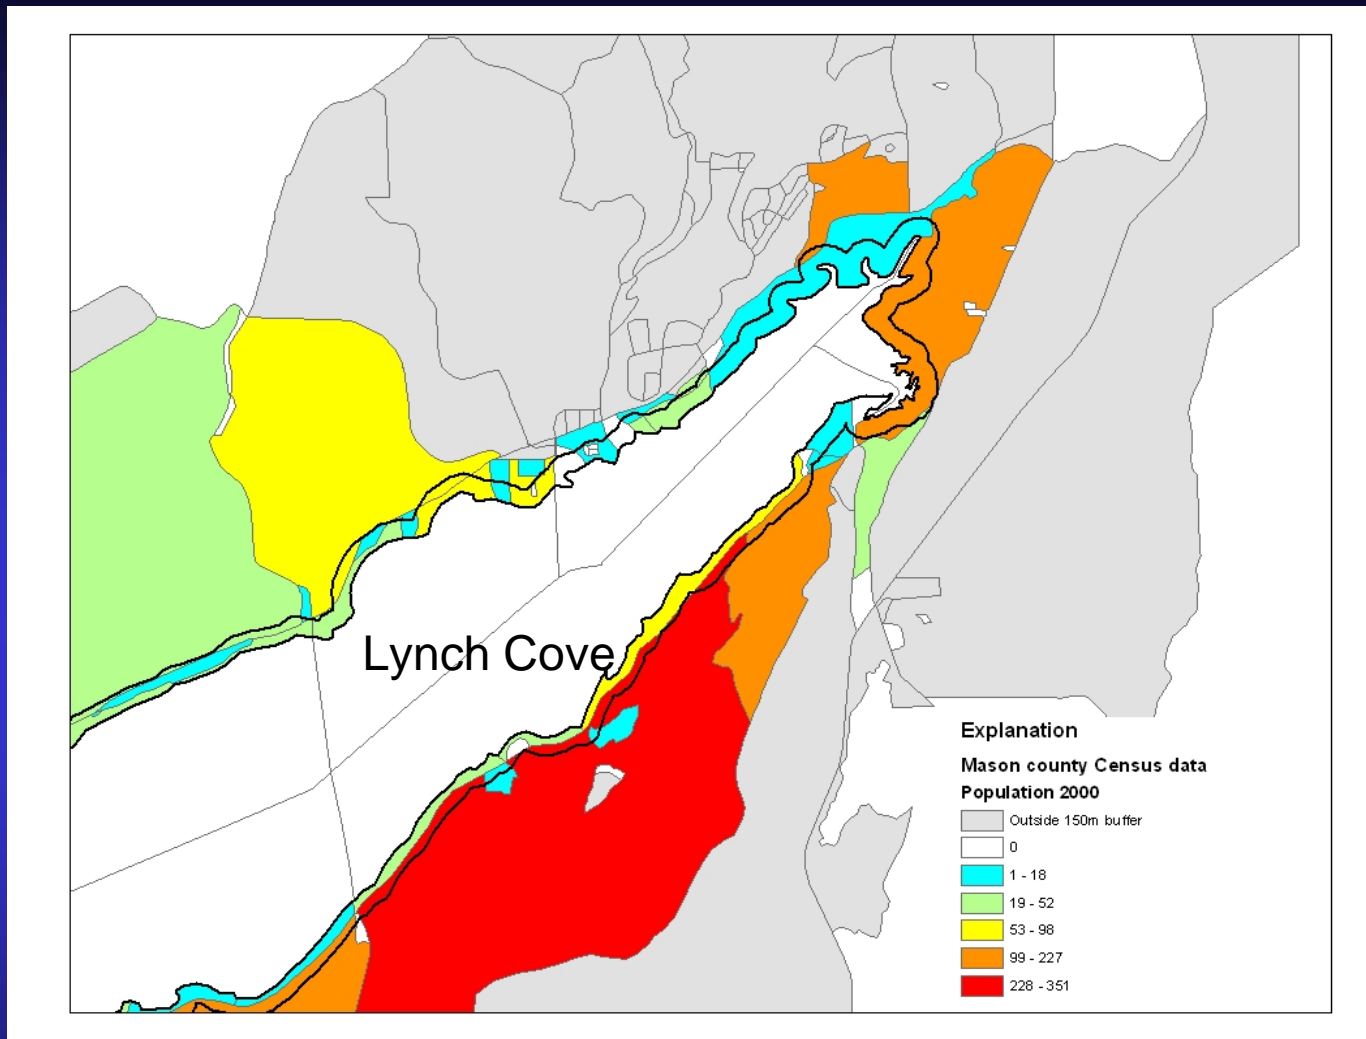 Lynch Cove
Explanation
Mason county Census data
Population 2000
Outside 150m buffer
0
1 - 18
19 - 52
53 - 98
99 - 227
228 - 351